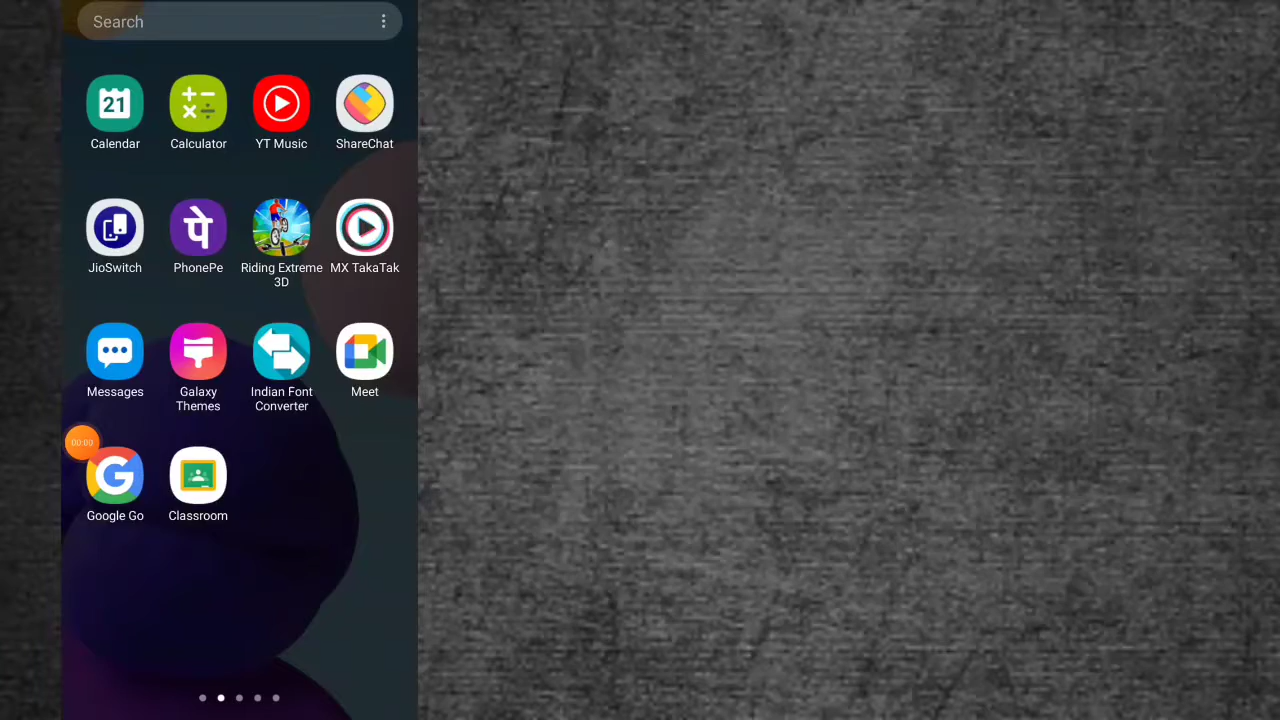 Search
21
Calendar
Calculator
YT Music
ShareChat
पे
JioSwitch
PhonePe
Riding Extreme
3D
MX TakaTak
Messages
Galaxy
Themes
Indian Font
Converter
Meet
00:00
G
Google Go
Classroom